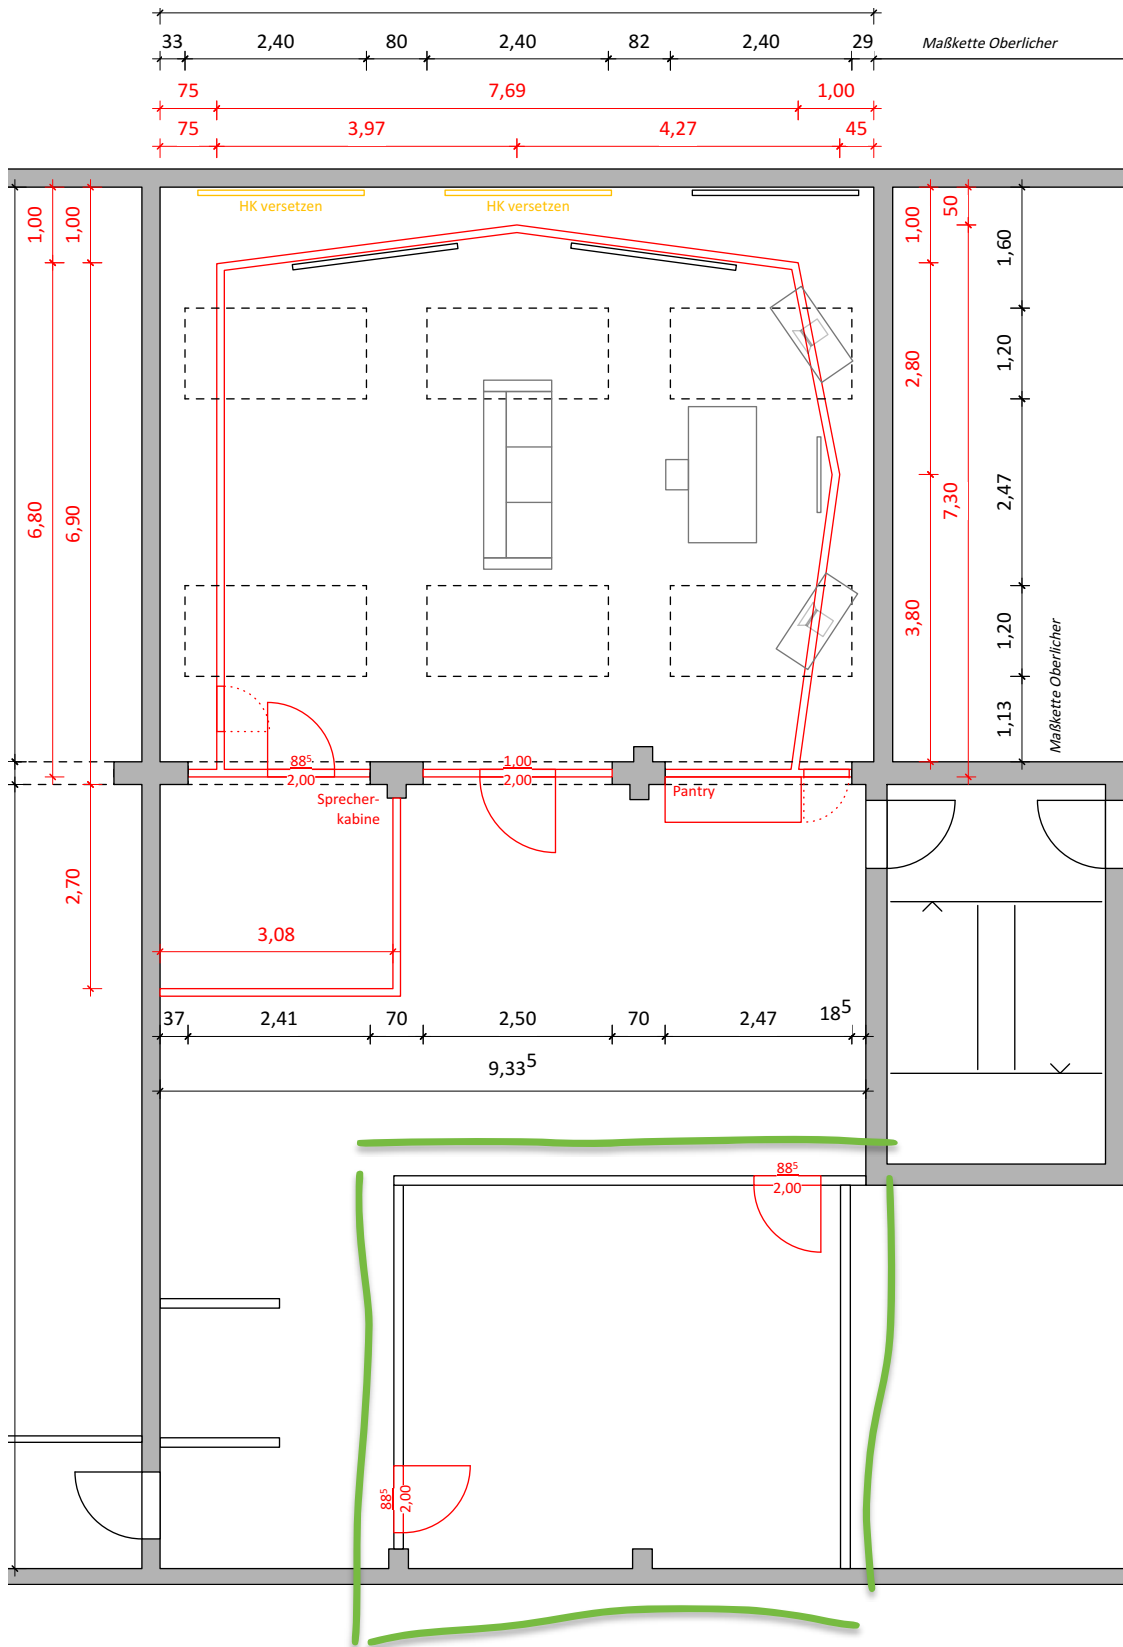 33 2,40 80 2,40 82 2,40 29 Maßkette Oberlicher
75 7,69 1,00
75 3,97 4,27 45
HK versetzen HK versetzen
1,00 1,00 1,00 50 1,60
2,80 1,20
6,80 6,90 7,30 2,47
3,80 1,20
1,13 Maßkette Oberlicher
88⁵ 1,00
2,00 2,00
Sprecher-
kabine
Pantry
2,70
3,08
37 2,41 70 2,50 70 2,47 18⁵
9,33⁵
88⁵
2,00
88⁵
2,00